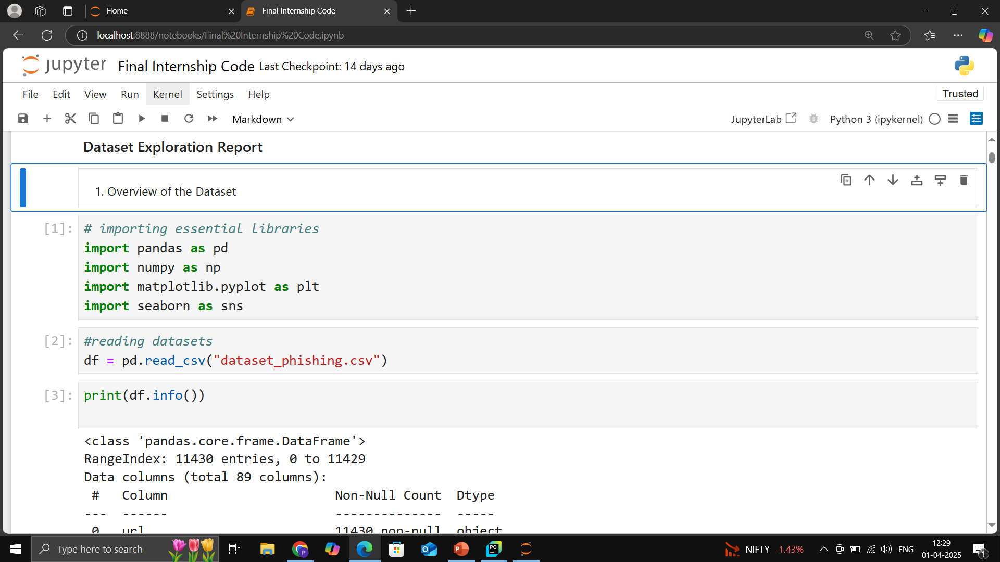 Home
Final Internship Code
localhost:8888/notebooks/Final%20Internship%20Code.ipynb
jupyter Final Internship Code Last Checkpoint: 14 days ago
File Edit View Run Kernel Settings Help
Trusted
Markdown
JupyterLab
Python 3 (ipykernel)
Dataset Exploration Report
1. Overview of the Dataset
[1]: # importing essential libraries
import pandas as pd
import numpy as np
import matplotlib.pyplot as plt
import seaborn as sns
[2]: #reading datasets
df = pd.read_csv("dataset_phishing.csv")
[3]: print(df.info())
<class 'pandas.core.frame.DataFrame'>
RangeIndex: 11430 entries, 0 to 11429
Data columns (total 89 columns):
# Column Non-Null Count Dtype
--- ------ -------------- -----
0 url 11430 non-null object
Type here to search
NIFTY -1.43%
ENG
12:29
01-04-2025
1